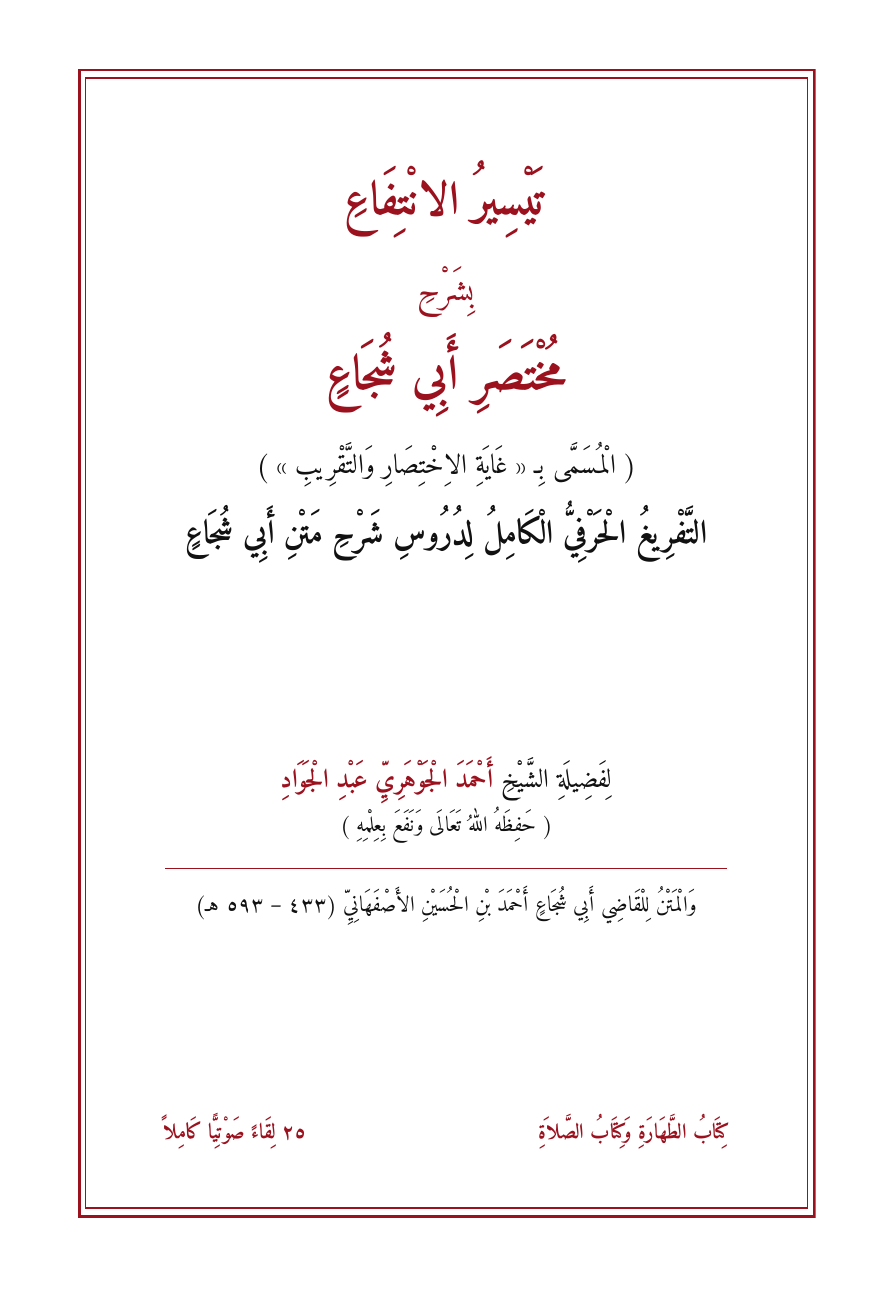 تَيْسِيرُ الانْتِفَاعِ
بِشَرْحِ
مُخْتَصَرِ أَبِي شُجَاعٍ
( الْمُسَمَّى بِـ « غَايَةِ الاِخْتِصَارِ وَالتَّقْرِيبِ » )
التَّفْرِيغُ الْحَرْفِيُّ الْكَامِلُ لِدُرُوسِ شَرْحِ مَتْنِ أَبِي شُجَاعٍ
لِفَضِيلَةِ الشَّيْخِ أَحْمَدَ الْجَوْهَرِيِّ عَبْدِ الْجَوَادِ
( حَفِظَهُ اللهُ تَعَالَى وَنَفَعَ بِعِلْمِهِ )
وَالْمَتْنُ لِلْقَاضِي أَبِي شُجَاعٍ أَحْمَدَ بْنِ الْحُسَيْنِ الأَصْفَهَانِيِّ (٤٣٣ – ٥٩٣ هـ)
كِتَابُ الطَّهَارَةِ وَكِتَابُ الصَّلاَةِ
٢٥ لِقَاءً صَوْتِيًّا كَامِلاً